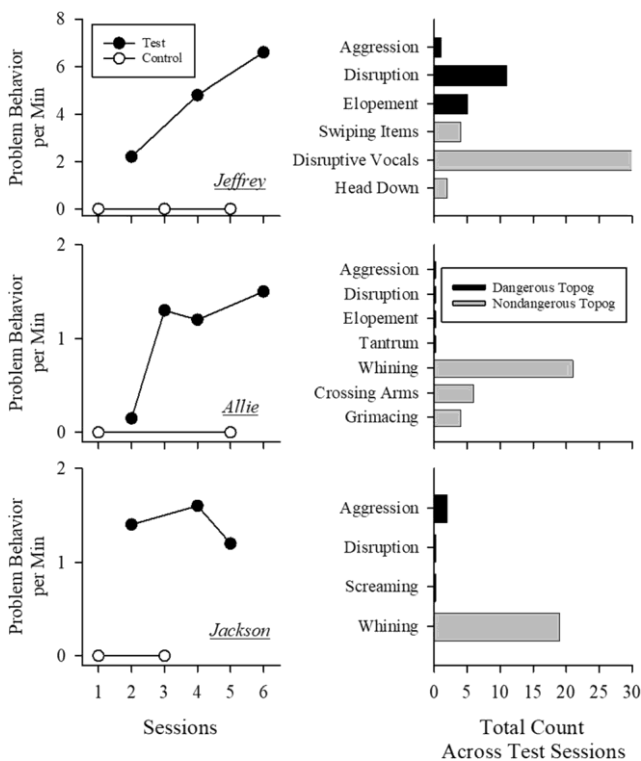 8
6
4
2
0
Problem Behavior
per Min
Test
Control
Jeffrey
Aggression
Disruption
Elopement
Swiping Items
Disruptive Vocals
Head Down
2
1
0
Problem Behavior
per Min
Allie
Aggression
Disruption
Elopement
Tantrum
Whining
Crossing Arms
Grimacing
Dangerous Topog
Nondangerous Topog
2
1
0
Problem Behavior
per Min
Jackson
1 2 3 4 5 6
Sessions
Aggression
Disruption
Screaming
Whining
0 5 10 15 20 25 30
Total Count
Across Test Sessions